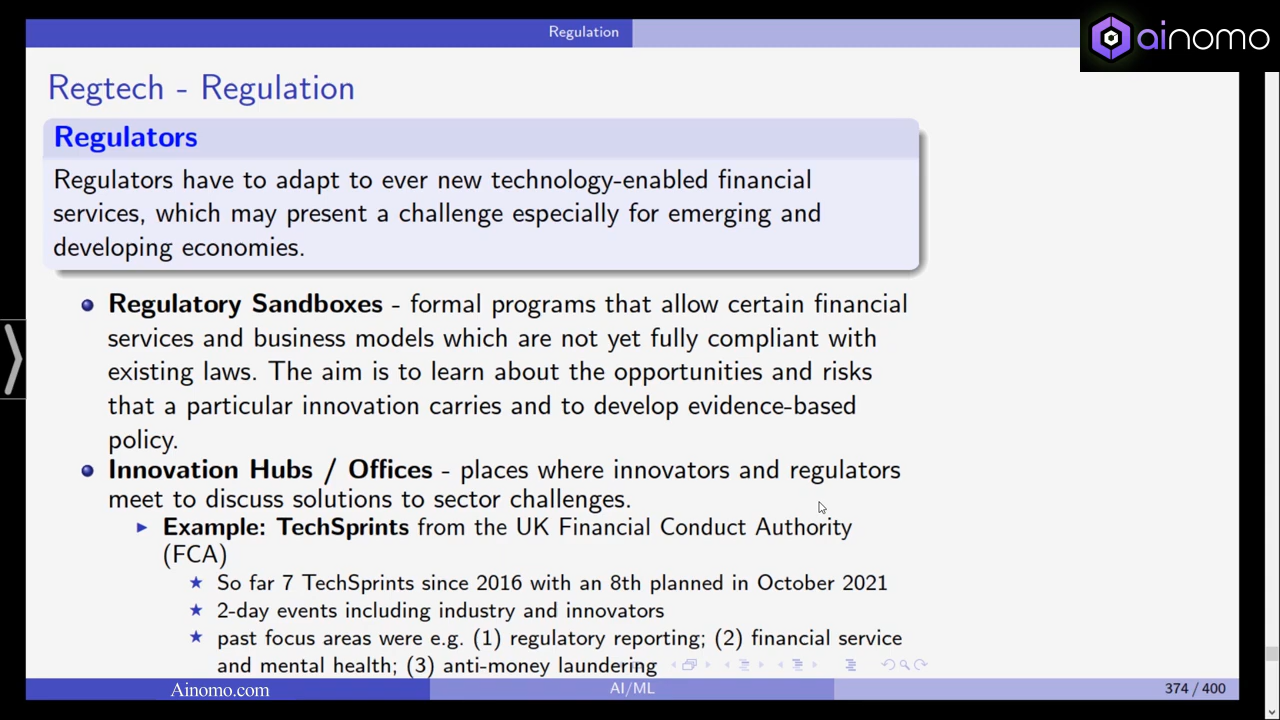 Regulation
ainomo
Regtech - Regulation
Regulators
Regulators have to adapt to ever new technology-enabled financial
services, which may present a challenge especially for emerging and
developing economies.
Regulatory Sandboxes - formal programs that allow certain financial
services and business models which are not yet fully compliant with
existing laws. The aim is to learn about the opportunities and risks
that a particular innovation carries and to develop evidence-based
policy.
Innovation Hubs / Offices - places where innovators and regulators
meet to discuss solutions to sector challenges.
Example: TechSprints from the UK Financial Conduct Authority
(FCA)
So far 7 TechSprints since 2016 with an 8th planned in October 2021
2-day events including industry and innovators
past focus areas were e.g. (1) regulatory reporting; (2) financial service
and mental health; (3) anti-money laundering
Ainomo.com
AI/ML
374 / 400